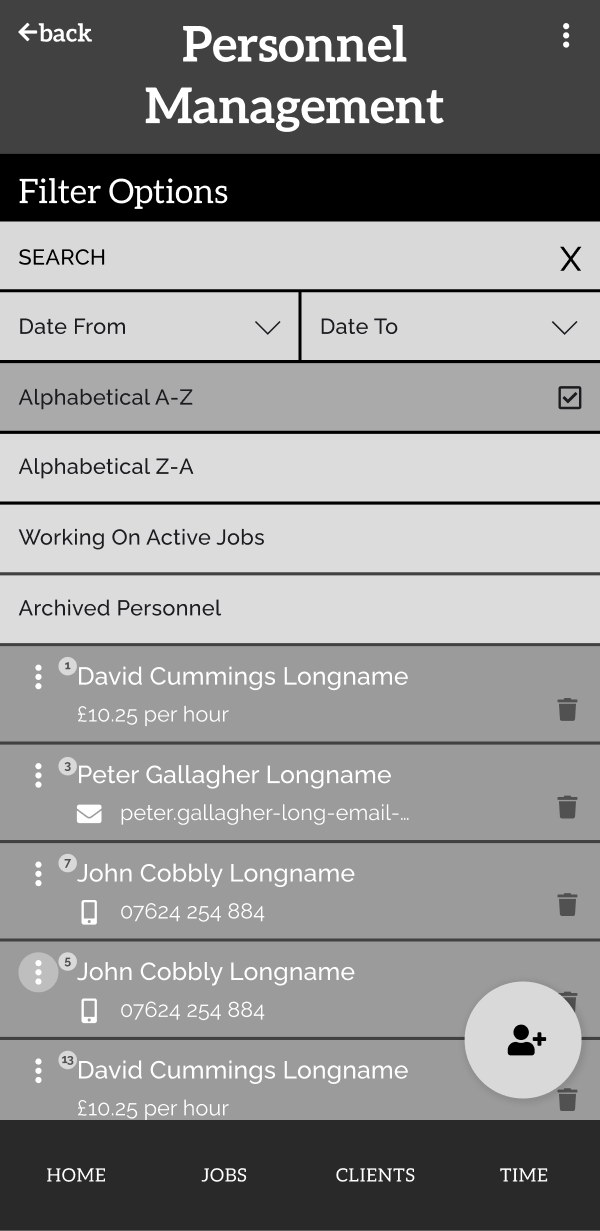 back
Personnel
Management
Filter Options
SEARCH X
Date From Date To
Alphabetical A-Z
Alphabetical Z-A
Working On Active Jobs
Archived Personnel
1 David Cummings Longname
£10.25 per hour
3 Peter Gallagher Longname
peter.gallagher-long-email-...
7 John Cobbly Longname
07624 254 884
5 John Cobbly Longname
07624 254 884
13 David Cummings Longname
£10.25 per hour
HOME JOBS CLIENTS TIME